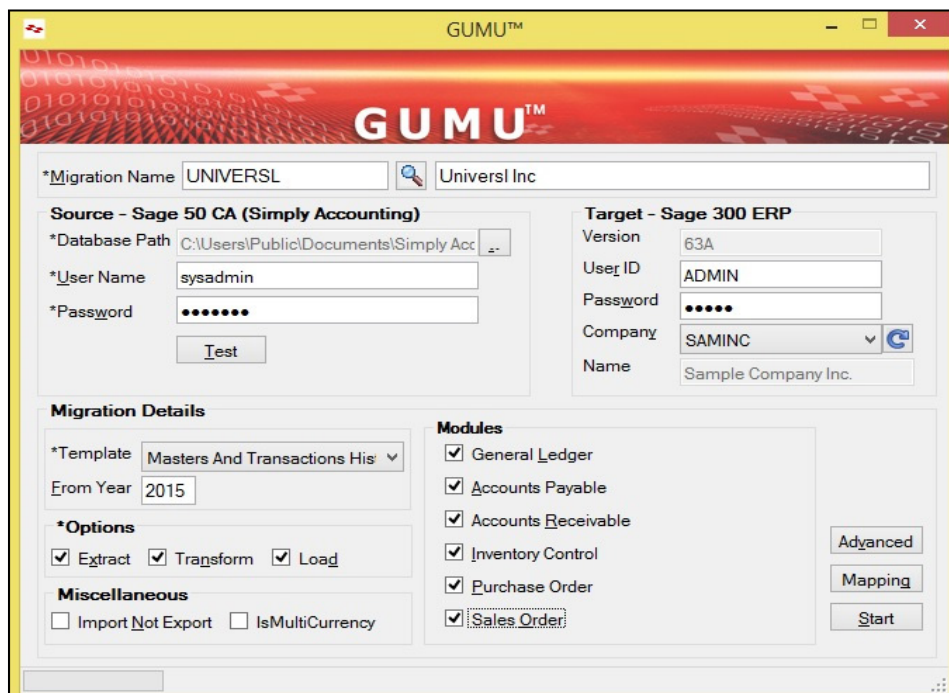 GUMU™
GUMU™
*Migration Name UNIVERSL Universl Inc
Source - Sage 50 CA (Simply Accounting)
*Database Path C:\Users\Public\Documents\Simply Acc ..
*User Name sysadmin
*Password •••••••
Test
Target - Sage 300 ERP
Version 63A
User ID ADMIN
Password •••••
Company SAMINC
Name Sample Company Inc.
Migration Details
*Template Masters And Transactions His
From Year 2015
*Options
Extract Transform Load
Miscellaneous
Import Not Export IsMultiCurrency
Modules
General Ledger
Accounts Payable
Accounts Receivable
Inventory Control
Purchase Order
Sales Order
Advanced
Mapping
Start